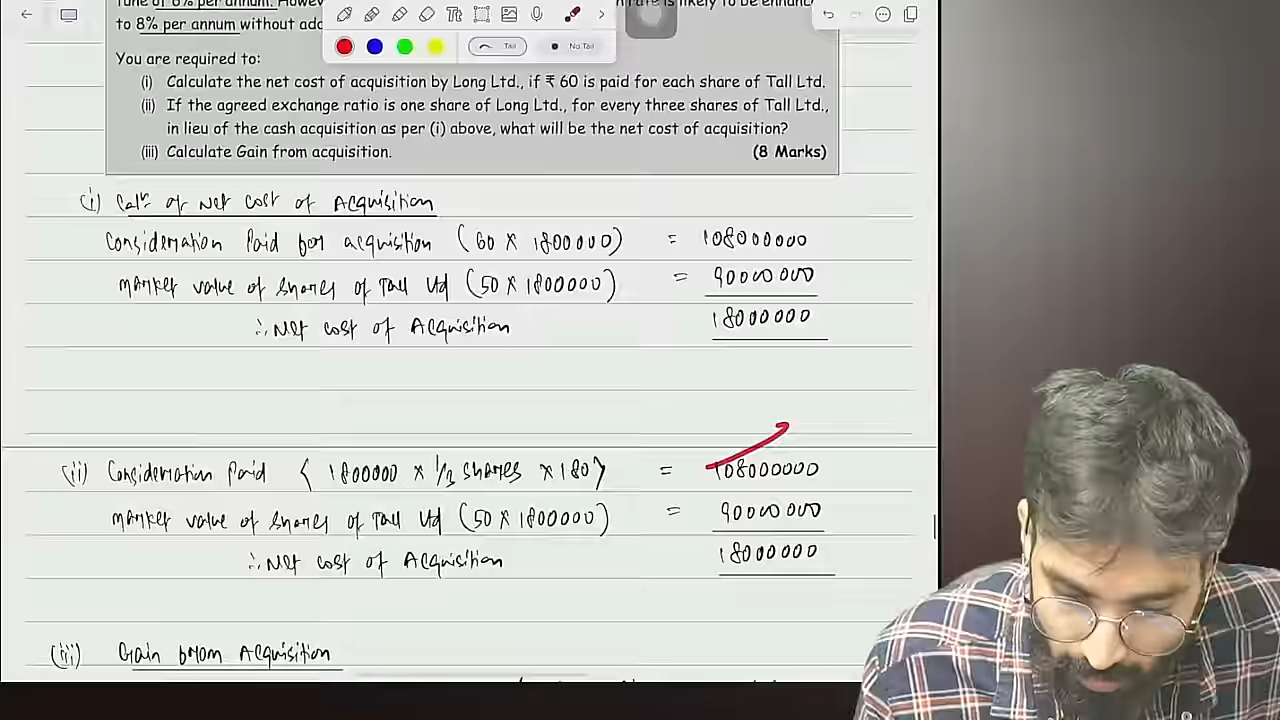 to 8% per annum without
Tail
No Tail
You are required to:
(i) Calculate the net cost of acquisition by Long Ltd., if ₹ 60 is paid for each share of Tall Ltd.
(ii) If the agreed exchange ratio is one share of Long Ltd., for every three shares of Tall Ltd.,
in lieu of the cash acquisition as per (i) above, what will be the net cost of acquisition?
(iii) Calculate Gain from acquisition. (8 Marks)
(i) Calⁿ of Net cost of Acquisition
Consideration Paid for acquisition (60 × 1800000) = 108000000
Market value of shares of Tall Ltd (50 × 1800000) = 90000000
∴ Net cost of Acquisition 18000000
(ii) Consideration Paid { 1800000 × 1/3 shares × 180 } = 108000000
Market value of shares of Tall Ltd (50 × 1800000) = 90000000
∴ Net cost of Acquisition 18000000
(iii) Gain from Acquisition